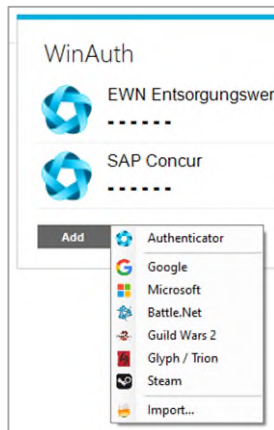 WinAuth
EWN Entsorgungswer
------
SAP Concur
------
Add
Authenticator
Google
Microsoft
Battle.Net
Guild Wars 2
Glyph / Trion
Steam
Import...